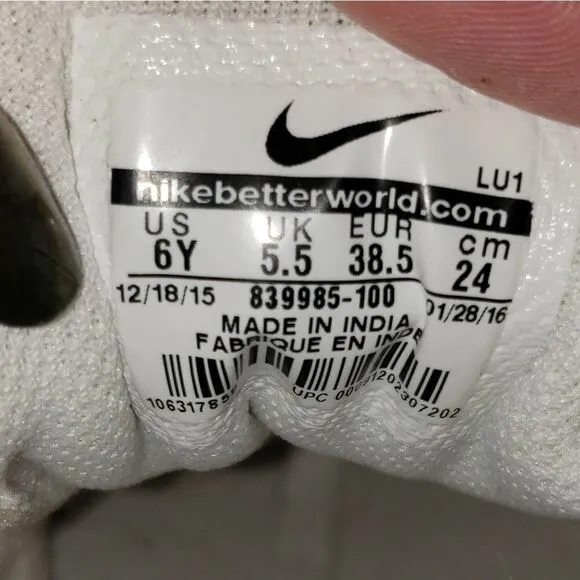 LU1
nikebetterworld.com
US UK EUR cm
6Y 5.5 38.5 24
12/18/15 839985-100 01/28/16
MADE IN INDIA
FABRIQUE EN
UPC